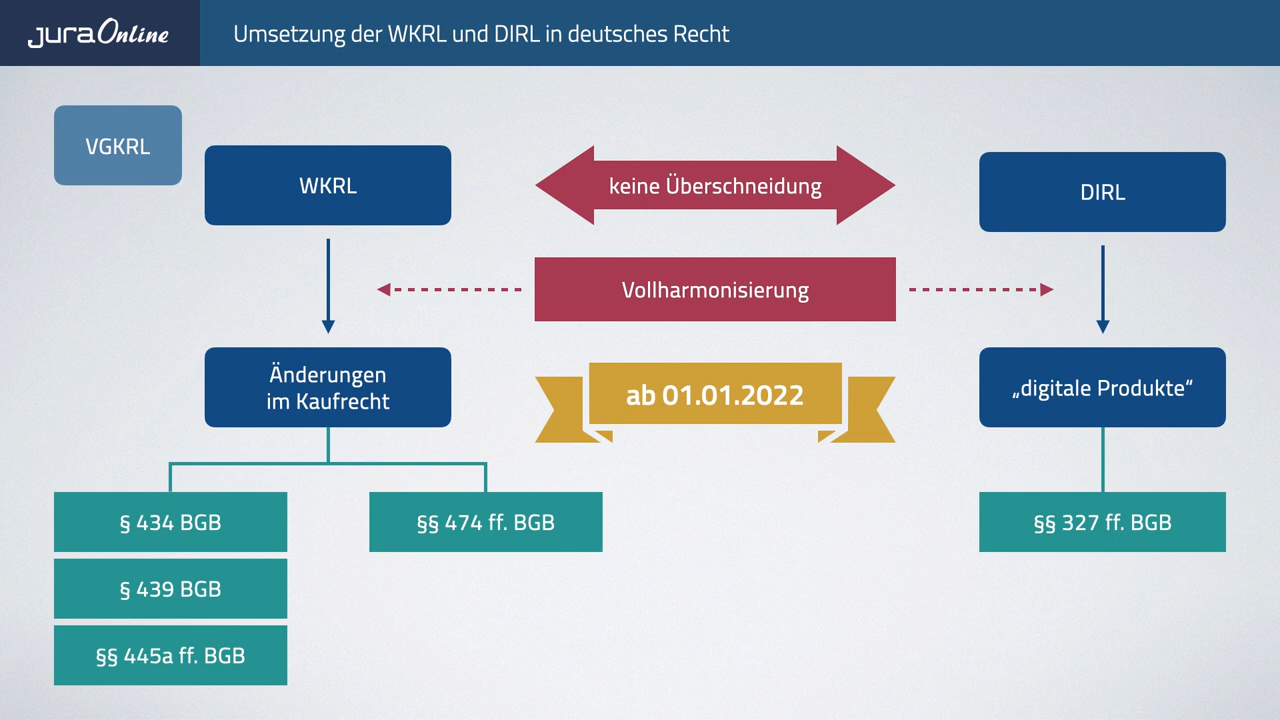 juraOnline
Umsetzung der WKRL und DIRL in deutsches Recht
VGKRL
WKRL
keine Überschneidung
DIRL
Vollharmonisierung
Änderungen
im Kaufrecht
ab 01.01.2022
„digitale Produkte“
§ 434 BGB
§§ 474 ff. BGB
§§ 327 ff. BGB
§ 439 BGB
§§ 445a ff. BGB